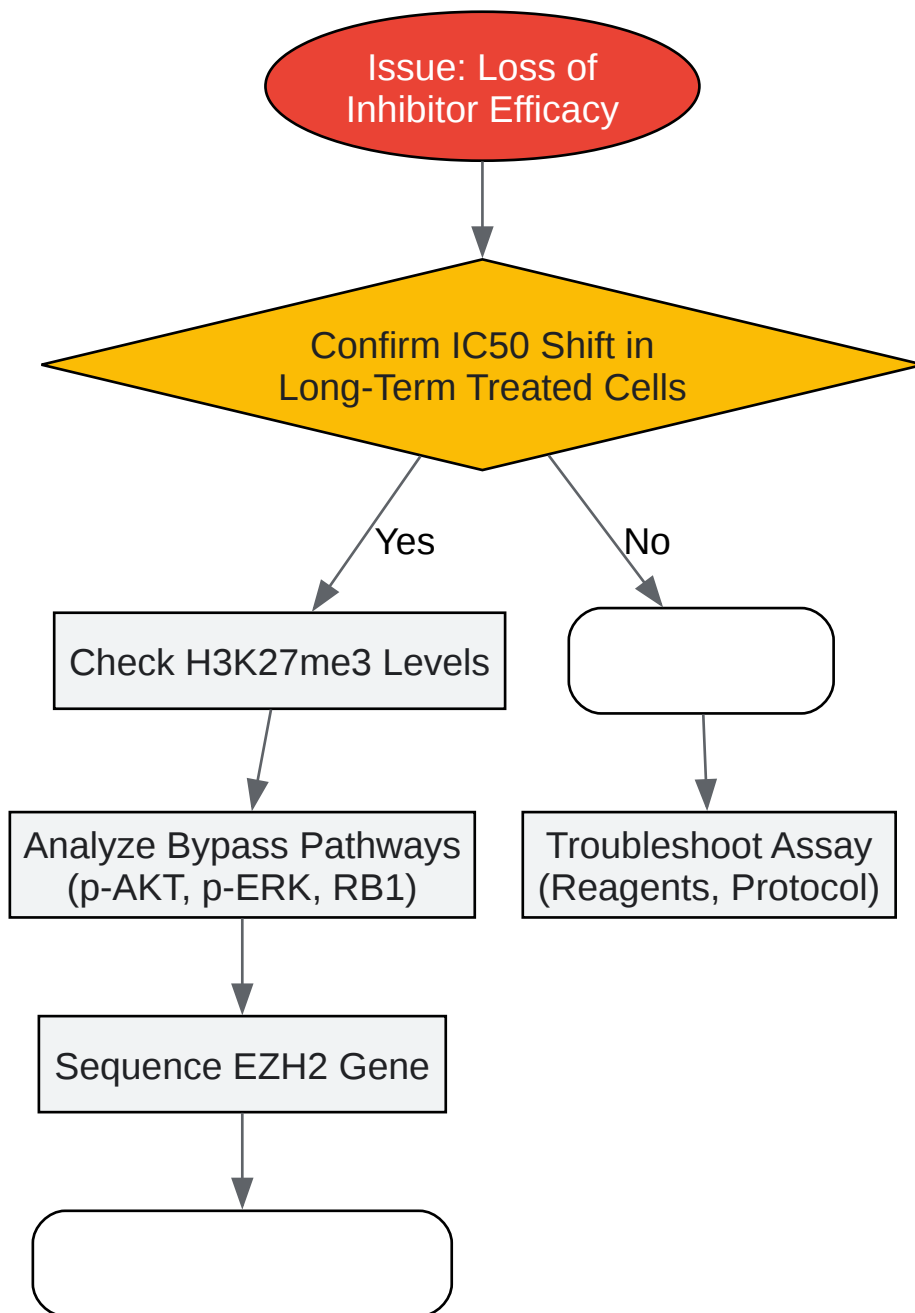 Issue: Loss of
Inhibitor Efficacy
Confirm IC50 Shift in
Long-Term Treated Cells
Yes
No
Check H3K27me3 Levels
Analyze Bypass Pathways
(p-AKT, p-ERK, RB1)
Troubleshoot Assay
(Reagents, Protocol)
Sequence EZH2 Gene